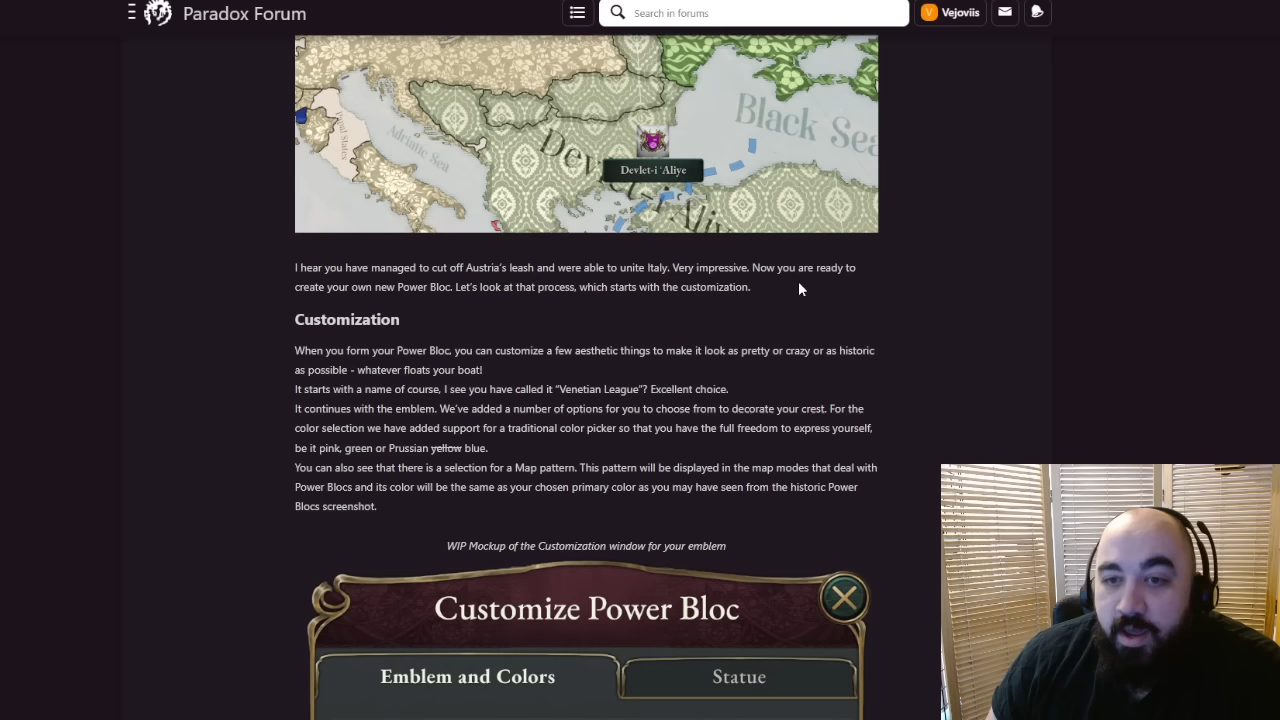 Paradox Forum
Search in forums
V
Vejoviis
Black Sea
Adriatic Sea
Papal States
Devlet-i ʿAliye
I hear you have managed to cut off Austria's leash and were able to unite Italy. Very impressive. Now you are ready to
create your own new Power Bloc. Let's look at that process, which starts with the customization.
Customization
When you form your Power Bloc, you can customize a few aesthetic things to make it look as pretty or crazy or as historic
as possible - whatever floats your boat!
It starts with a name of course, I see you have called it "Venetian League"? Excellent choice.
It continues with the emblem. We've added a number of options for you to choose from to decorate your crest. For the
color selection we have added support for a traditional color picker so that you have the full freedom to express yourself,
be it pink, green or Prussian yellow blue.
You can also see that there is a selection for a Map pattern. This pattern will be displayed in the map modes that deal with
Power Blocs and its color will be the same as your chosen primary color as you may have seen from the historic Power
Blocs screenshot.
WIP Mockup of the Customization window for your emblem
Customize Power Bloc
Emblem and Colors
Statue